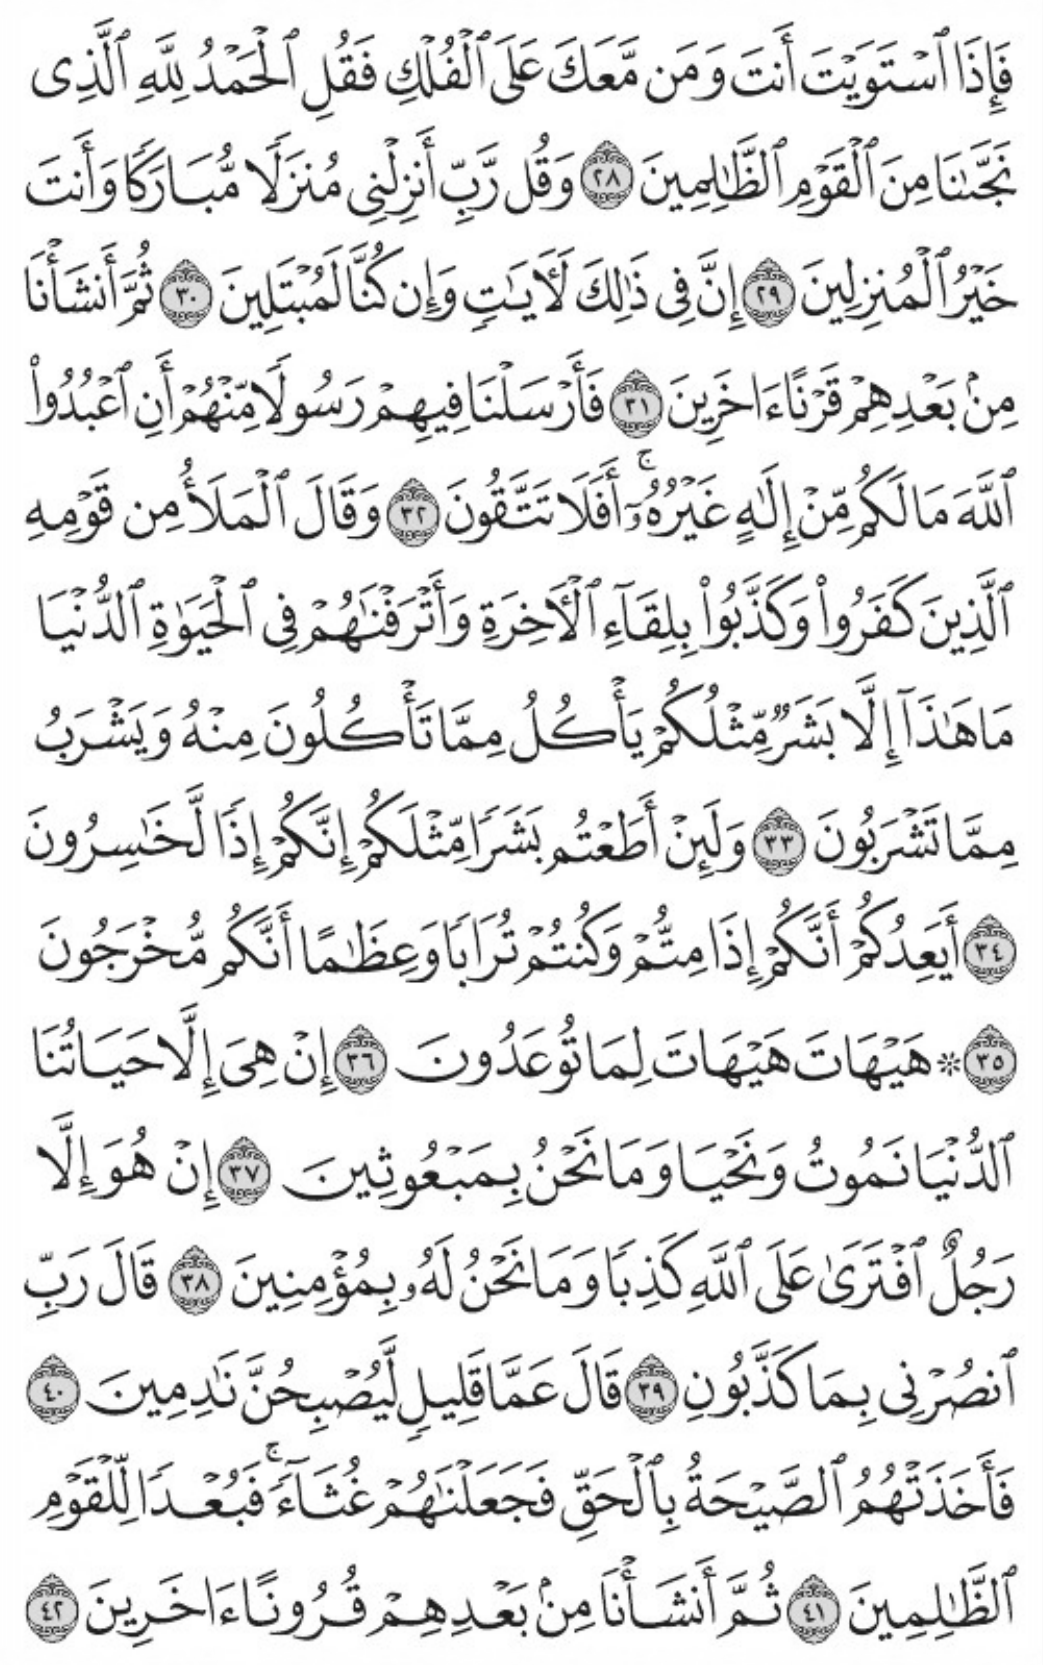 فَإِذَا ٱسْتَوَيْتَ أَنتَ وَمَن مَّعَكَ عَلَى ٱلْفُلْكِ فَقُلِ ٱلْحَمْدُ لِلَّهِ ٱلَّذِى
نَجَّىٰنَا مِنَ ٱلْقَوْمِ ٱلظَّٰلِمِينَ ٢٨ وَقُل رَّبِّ أَنزِلْنِى مُنزَلًا مُّبَارَكًا وَأَنتَ
خَيْرُ ٱلْمُنزِلِينَ ٢٩ إِنَّ فِى ذَٰلِكَ لَءَايَٰتٍ وَإِن كُنَّا لَمُبْتَلِينَ ٣٠ ثُمَّ أَنشَأْنَا
مِنۢ بَعْدِهِمْ قَرْنًا ءَاخَرِينَ ٣١ فَأَرْسَلْنَا فِيهِمْ رَسُولًا مِّنْهُمْ أَنِ ٱعْبُدُوا۟
ٱللَّهَ مَا لَكُم مِّنْ إِلَٰهٍ غَيْرُهُۥٓ ۚ أَفَلَا تَتَّقُونَ ٣٢ وَقَالَ ٱلْمَلَأُ مِن قَوْمِهِ
ٱلَّذِينَ كَفَرُوا۟ وَكَذَّبُوا۟ بِلِقَآءِ ٱلْءَاخِرَةِ وَأَتْرَفْنَٰهُمْ فِى ٱلْحَيَوٰةِ ٱلدُّنْيَا
مَا هَٰذَآ إِلَّا بَشَرٌ مِّثْلُكُمْ يَأْكُلُ مِمَّا تَأْكُلُونَ مِنْهُ وَيَشْرَبُ
مِمَّا تَشْرَبُونَ ٣٣ وَلَئِنْ أَطَعْتُم بَشَرًا مِّثْلَكُمْ إِنَّكُمْ إِذًا لَّخَٰسِرُونَ
٣٤ أَيَعِدُكُمْ أَنَّكُمْ إِذَا مِتُّمْ وَكُنتُمْ تُرَابًا وَعِظَٰمًا أَنَّكُم مُّخْرَجُونَ
٣٥ ۞ هَيْهَاتَ هَيْهَاتَ لِمَا تُوعَدُونَ ٣٦ إِنْ هِىَ إِلَّا حَيَاتُنَا
ٱلدُّنْيَا نَمُوتُ وَنَحْيَا وَمَا نَحْنُ بِمَبْعُوثِينَ ٣٧ إِنْ هُوَ إِلَّا
رَجُلٌ ٱفْتَرَىٰ عَلَى ٱللَّهِ كَذِبًا وَمَا نَحْنُ لَهُۥ بِمُؤْمِنِينَ ٣٨ قَالَ رَبِّ
ٱنصُرْنِى بِمَا كَذَّبُونِ ٣٩ قَالَ عَمَّا قَلِيلٍ لَّيُصْبِحُنَّ نَٰدِمِينَ ٤٠
فَأَخَذَتْهُمُ ٱلصَّيْحَةُ بِٱلْحَقِّ فَجَعَلْنَٰهُمْ غُثَآءً ۚ فَبُعْدًا لِّلْقَوْمِ
ٱلظَّٰلِمِينَ ٤١ ثُمَّ أَنشَأْنَا مِنۢ بَعْدِهِمْ قُرُونًا ءَاخَرِينَ ٤٢